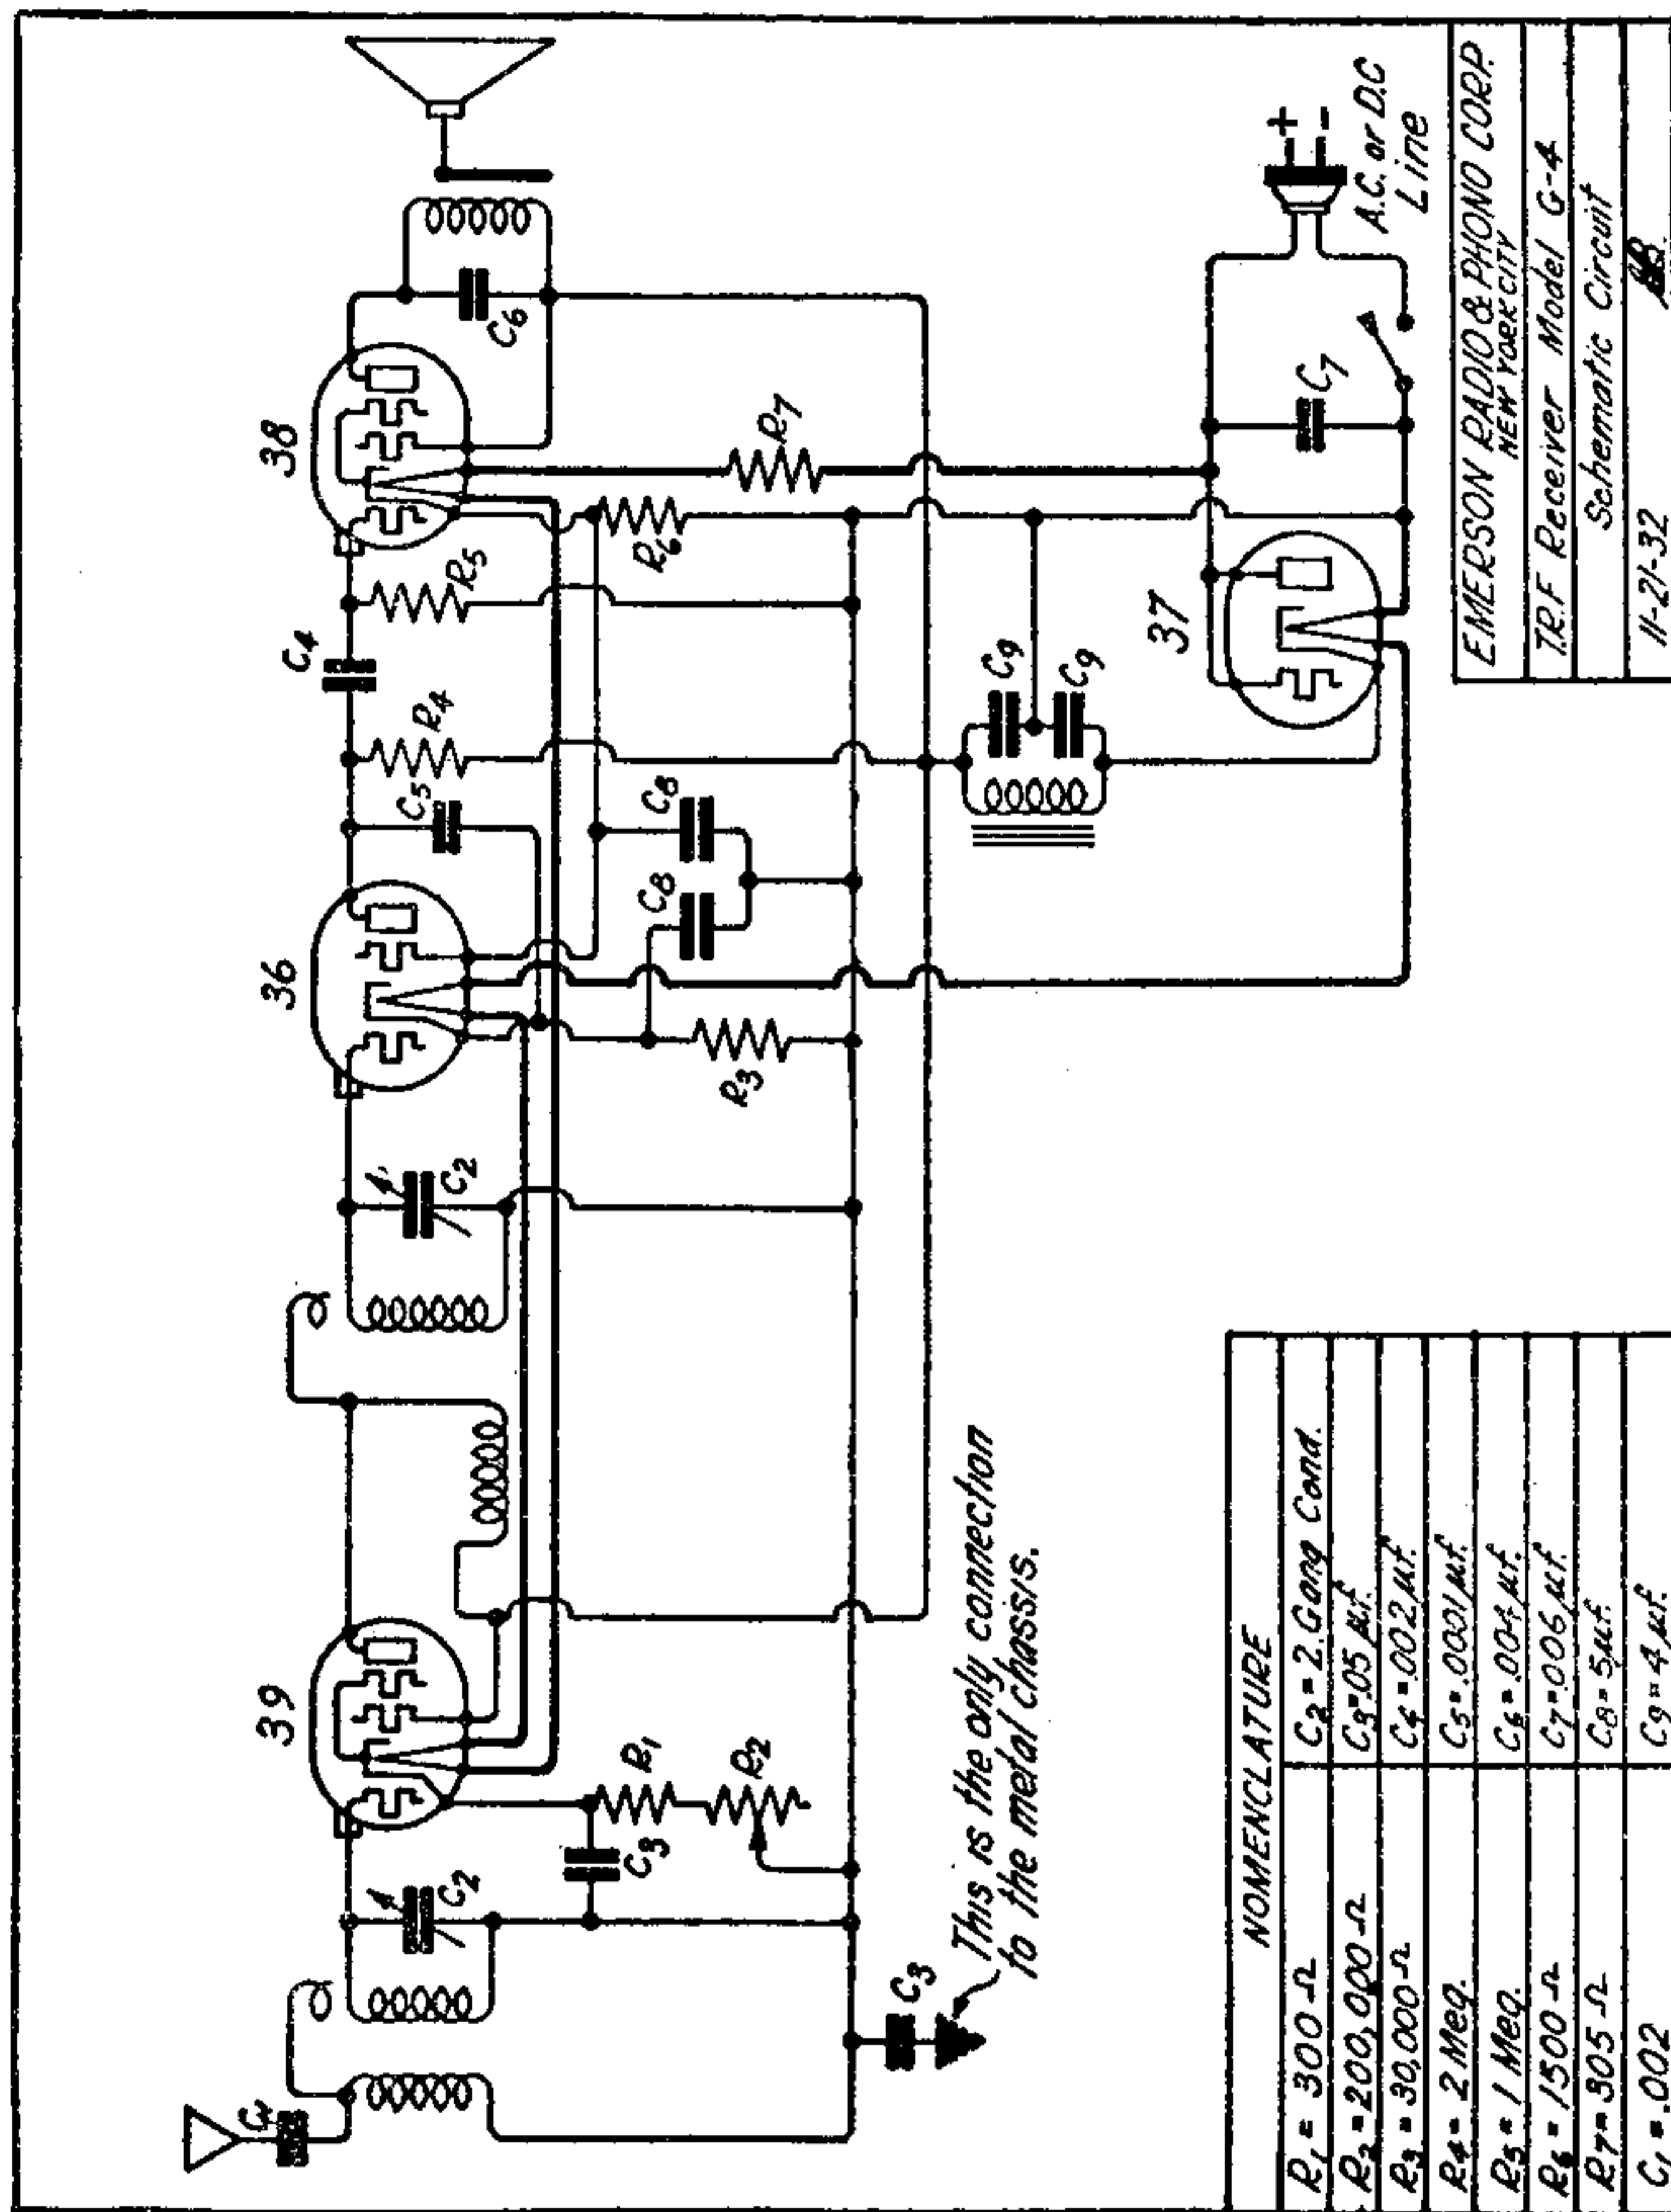 39
36
38
37
C1
C2
C3
R1
R2
C3
C2
R3
C8
C8
C5
R4
C4
R5
R6
R7
C6
C9
C9
C7
A.C. or D.C
Line
+
-
This is the only connection
to the metal chassis.
NOMENCLATURE
R1 = 300 Ω
R2 = 200,000 Ω
R3 = 30,000 Ω
R4 = 2 Meg.
R5 = 1 Meg.
R6 = 1500 Ω
R7 = 305 Ω
C1 = .002
C2 = 2 Gang Cond.
C3 = .05 μf.
C4 = .002 μf.
C5 = .0001 μf.
C6 = .004 μf.
C7 = .006 μf.
C8 = 5 μf.
C9 = 4 μf.
EMERSON RADIO & PHONO CORP.
NEW YORK CITY
T.R.F Receiver Model G-4
Schematic Circuit
11-21-32